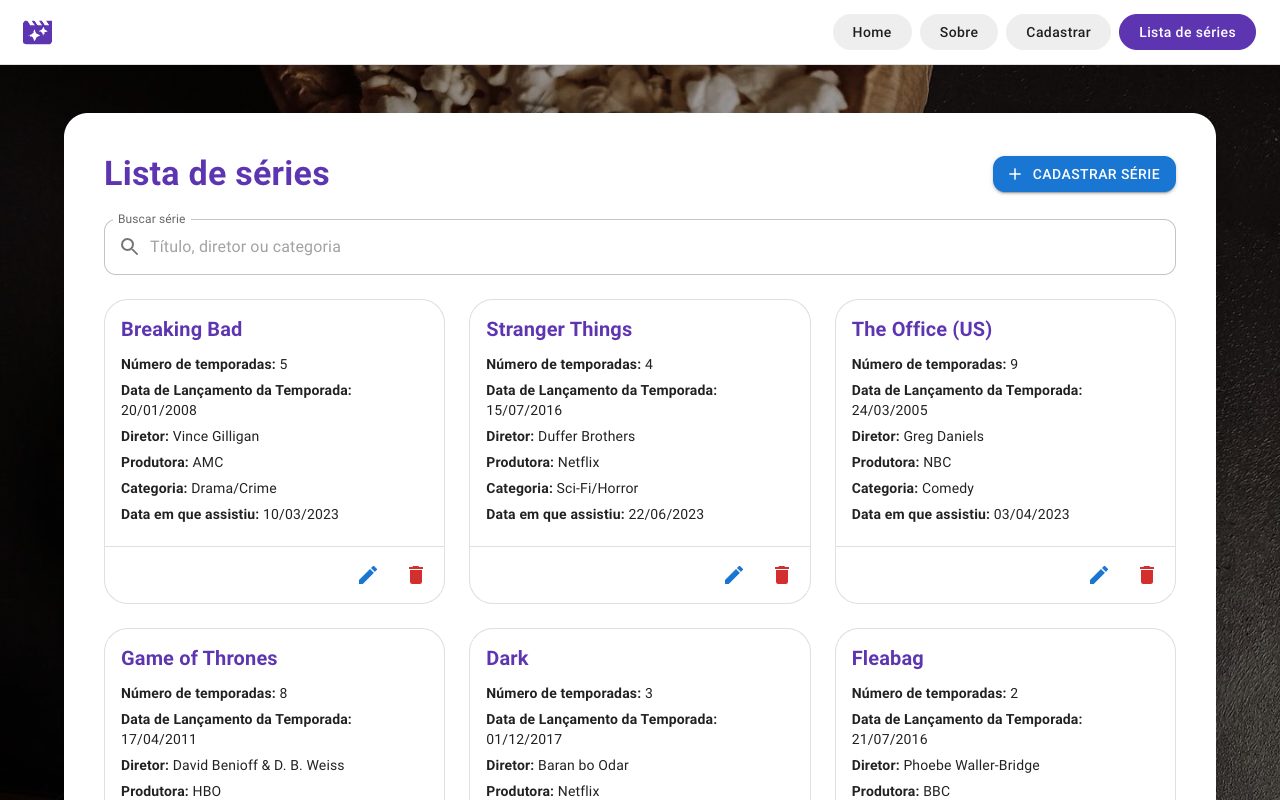 Home
Sobre
Cadastrar
Lista de séries
Lista de séries
CADASTRAR SÉRIE
Buscar série
Título, diretor ou categoria
Breaking Bad
Número de temporadas: 5
Data de Lançamento da Temporada:
20/01/2008
Diretor: Vince Gilligan
Produtora: AMC
Categoria: Drama/Crime
Data em que assistiu: 10/03/2023
Stranger Things
Número de temporadas: 4
Data de Lançamento da Temporada:
15/07/2016
Diretor: Duffer Brothers
Produtora: Netflix
Categoria: Sci-Fi/Horror
Data em que assistiu: 22/06/2023
The Office (US)
Número de temporadas: 9
Data de Lançamento da Temporada:
24/03/2005
Diretor: Greg Daniels
Produtora: NBC
Categoria: Comedy
Data em que assistiu: 03/04/2023
Game of Thrones
Número de temporadas: 8
Data de Lançamento da Temporada:
17/04/2011
Diretor: David Benioff & D. B. Weiss
Produtora: HBO
Dark
Número de temporadas: 3
Data de Lançamento da Temporada:
01/12/2017
Diretor: Baran bo Odar
Produtora: Netflix
Fleabag
Número de temporadas: 2
Data de Lançamento da Temporada:
21/07/2016
Diretor: Phoebe Waller-Bridge
Produtora: BBC